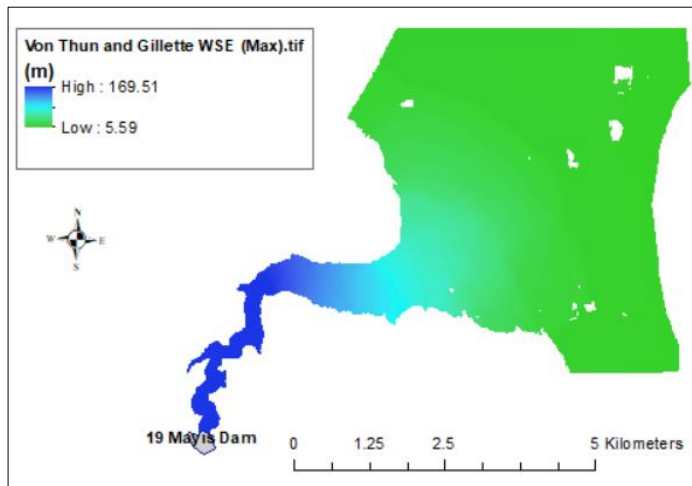 Von Thun and Gillette WSE (Max).tif
(m)
High : 169.51
Low : 5.59
N
W E
S
19 Mayis Dam
0 1.25 2.5 5 Kilometers